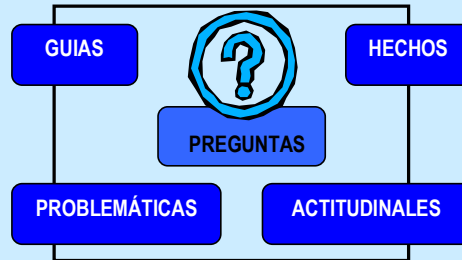 GUIAS
HECHOS
?
PREGUNTAS
PROBLEMÁTICAS
ACTITUDINALES